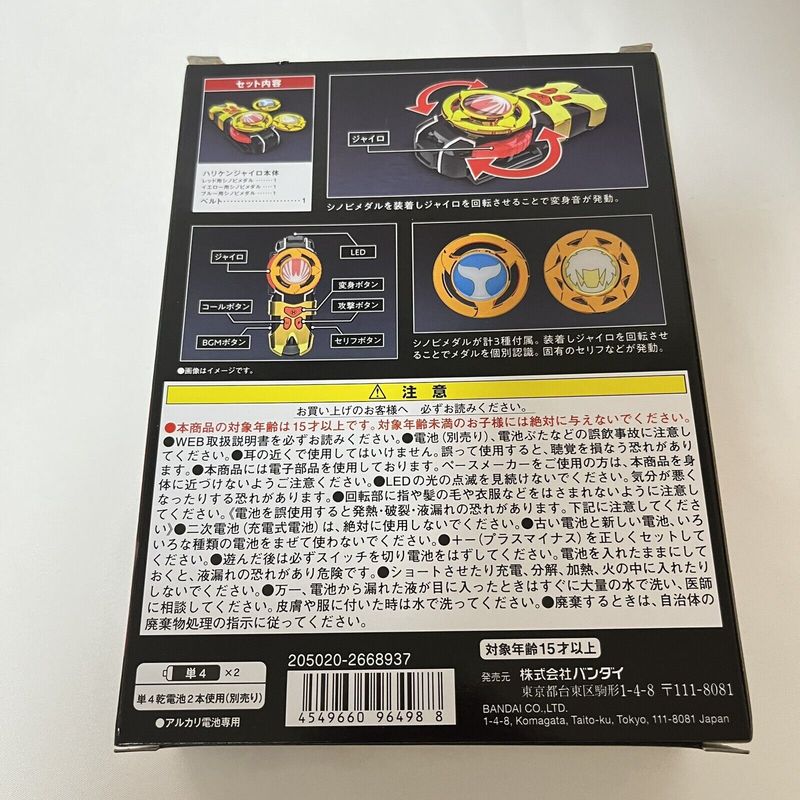 セット内容
ハリケンジャイロ本体
レッド用シノビメダル‥‥‥1
イエロー用シノビメダル‥‥1
ブルー用シノビメダル‥‥‥1
ベルト‥‥‥‥‥‥‥‥‥1
ジャイロ
シノビメダルを装着しジャイロを回転させることで変身音が発動。
ジャイロ
LED
変身ボタン
コールボタン
攻撃ボタン
BGMボタン
セリフボタン
シノビメダルが計3種付属。装着しジャイロを回転させ
ることでメダルを個別認識。固有のセリフなどが発動。
●画像はイメージです。
注意
お買い上げのお客様へ 必ずお読みください。
●本商品の対象年齢は15才以上です。対象年齢未満のお子様には絶対に与えないでください。
●WEB取扱説明書を必ずお読みください。●電池(別売り)、電池ぶたなどの誤飲事故に注意し
てください。●耳の近くで使用してはいけません。誤って使用すると、聴覚を損なう恐れがあり
ます。●本商品には電子部品を使用しております。ペースメーカーをご使用の方は、本商品を身
体に近づけないようご注意ください。●LEDの光の点滅を見続けないでください。気分が悪く
なったりする恐れがあります。●回転部に指や髪の毛や衣服などをはさまれないように注意し
てください。《電池を誤使用すると発熱・破裂・液漏れの恐れがあります。下記に注意してくださ
い》●二次電池(充電式電池)は、絶対に使用しないでください。●古い電池と新しい電池、いろ
いろな種類の電池をまぜて使わないでください。●+-(プラスマイナス)を正しくセットして
ください。●遊んだ後は必ずスイッチを切り電池をはずしてください。電池を入れたままにして
おくと、液漏れの恐れがあり危険です。●ショートさせたり充電、分解、加熱、火の中に入れたり
しないでください。●万一、電池から漏れた液が目に入ったときはすぐに大量の水で洗い、医師
に相談してください。皮膚や服に付いた時は水で洗ってください。●廃棄するときは、自治体の
廃棄物処理の指示に従ってください。
対象年齢15才以上
単4 ×2
単4乾電池2本使用(別売り)
●アルカリ電池専用
205020-2668937
4549660 96498 8
発売元 株式会社バンダイ
東京都台東区駒形1-4-8 〒111-8081
BANDAI CO.,LTD.
1-4-8, Komagata, Taito-ku, Tokyo, 111-8081 Japan